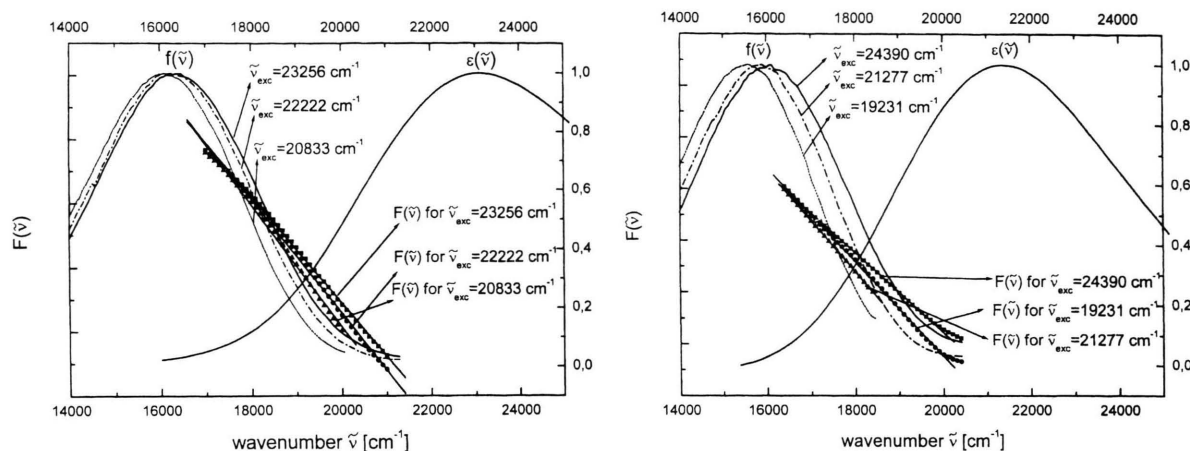 14000 16000 18000 20000 22000 24000
f(ṽ)
ε(ṽ)
ṽexc=23256 cm-1
ṽexc=22222 cm-1
ṽexc=20833 cm-1
F(ṽ) for ṽexc=23256 cm-1
F(ṽ) for ṽexc=22222 cm-1
F(ṽ) for ṽexc=20833 cm-1
1,0
0,8
0,6
0,4
0,2
0,0
F(ṽ)
14000 16000 18000 20000 22000 24000
wavenumber ṽ [cm-1]
14000 16000 18000 20000 22000 24000
f(ṽ)
ε(ṽ)
ṽexc=24390 cm-1
ṽexc=21277 cm-1
ṽexc=19231 cm-1
F(ṽ) for ṽexc=24390 cm-1
F(ṽ) for ṽexc=19231 cm-1
F(ṽ) for ṽexc=21277 cm-1
1,0
0,8
0,6
0,4
0,2
0,0
F(ṽ)
14000 16000 18000 20000 22000 24000
wavenumber ṽ [cm-1]